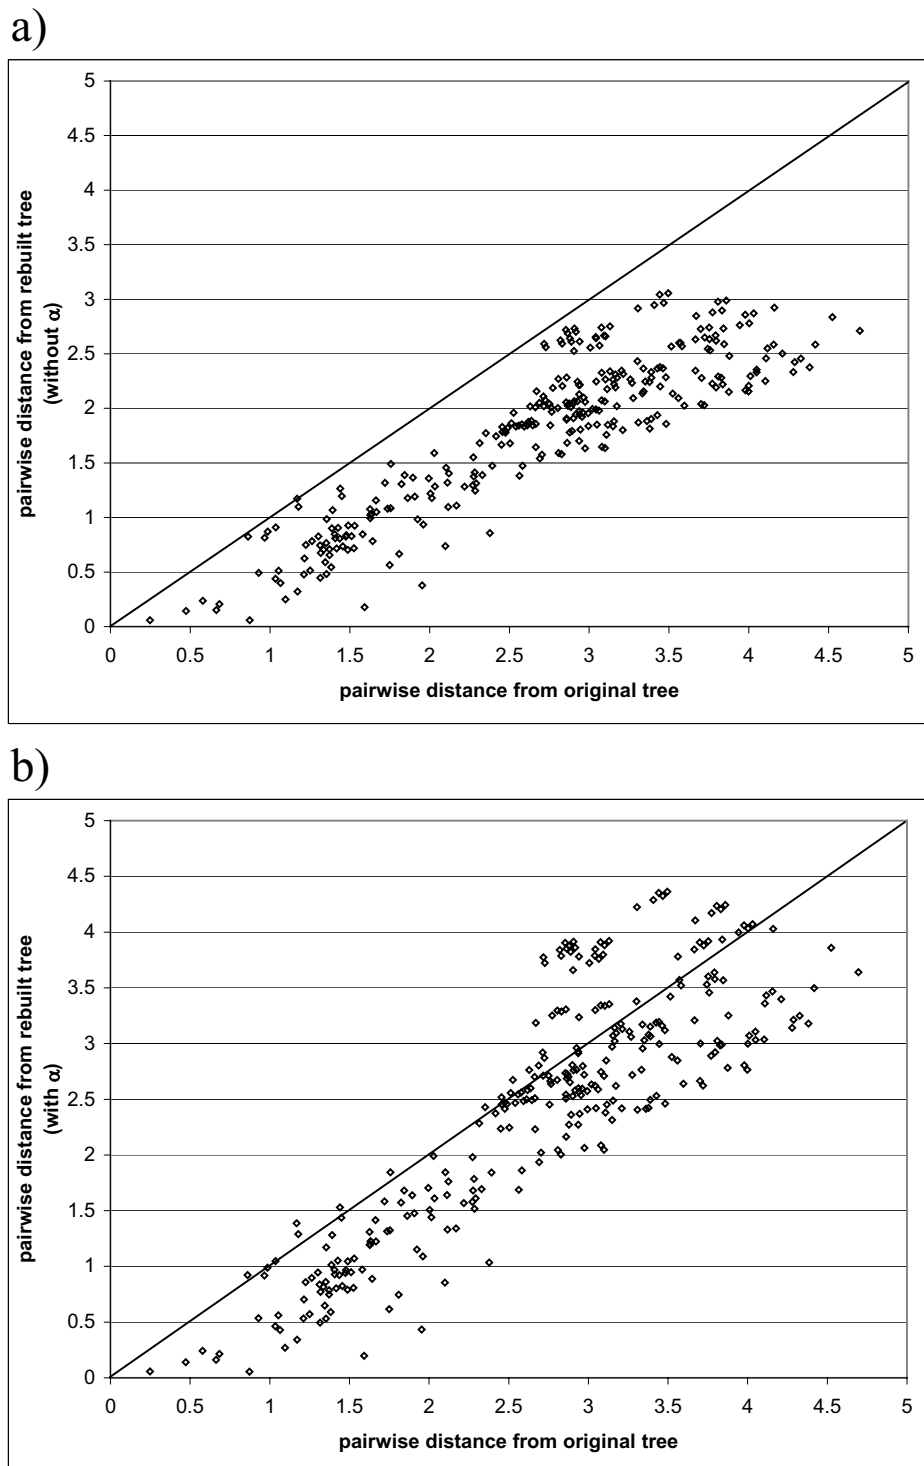 a)
5
4.5
4
3.5
3
2.5
2
1.5
1
0.5
0
pairwise distance from rebuilt tree
(without α)
0 0.5 1 1.5 2 2.5 3 3.5 4 4.5 5
pairwise distance from original tree
b)
5
4.5
4
3.5
3
2.5
2
1.5
1
0.5
0
pairwise distance from rebuilt tree
(with α)
0 0.5 1 1.5 2 2.5 3 3.5 4 4.5 5
pairwise distance from original tree